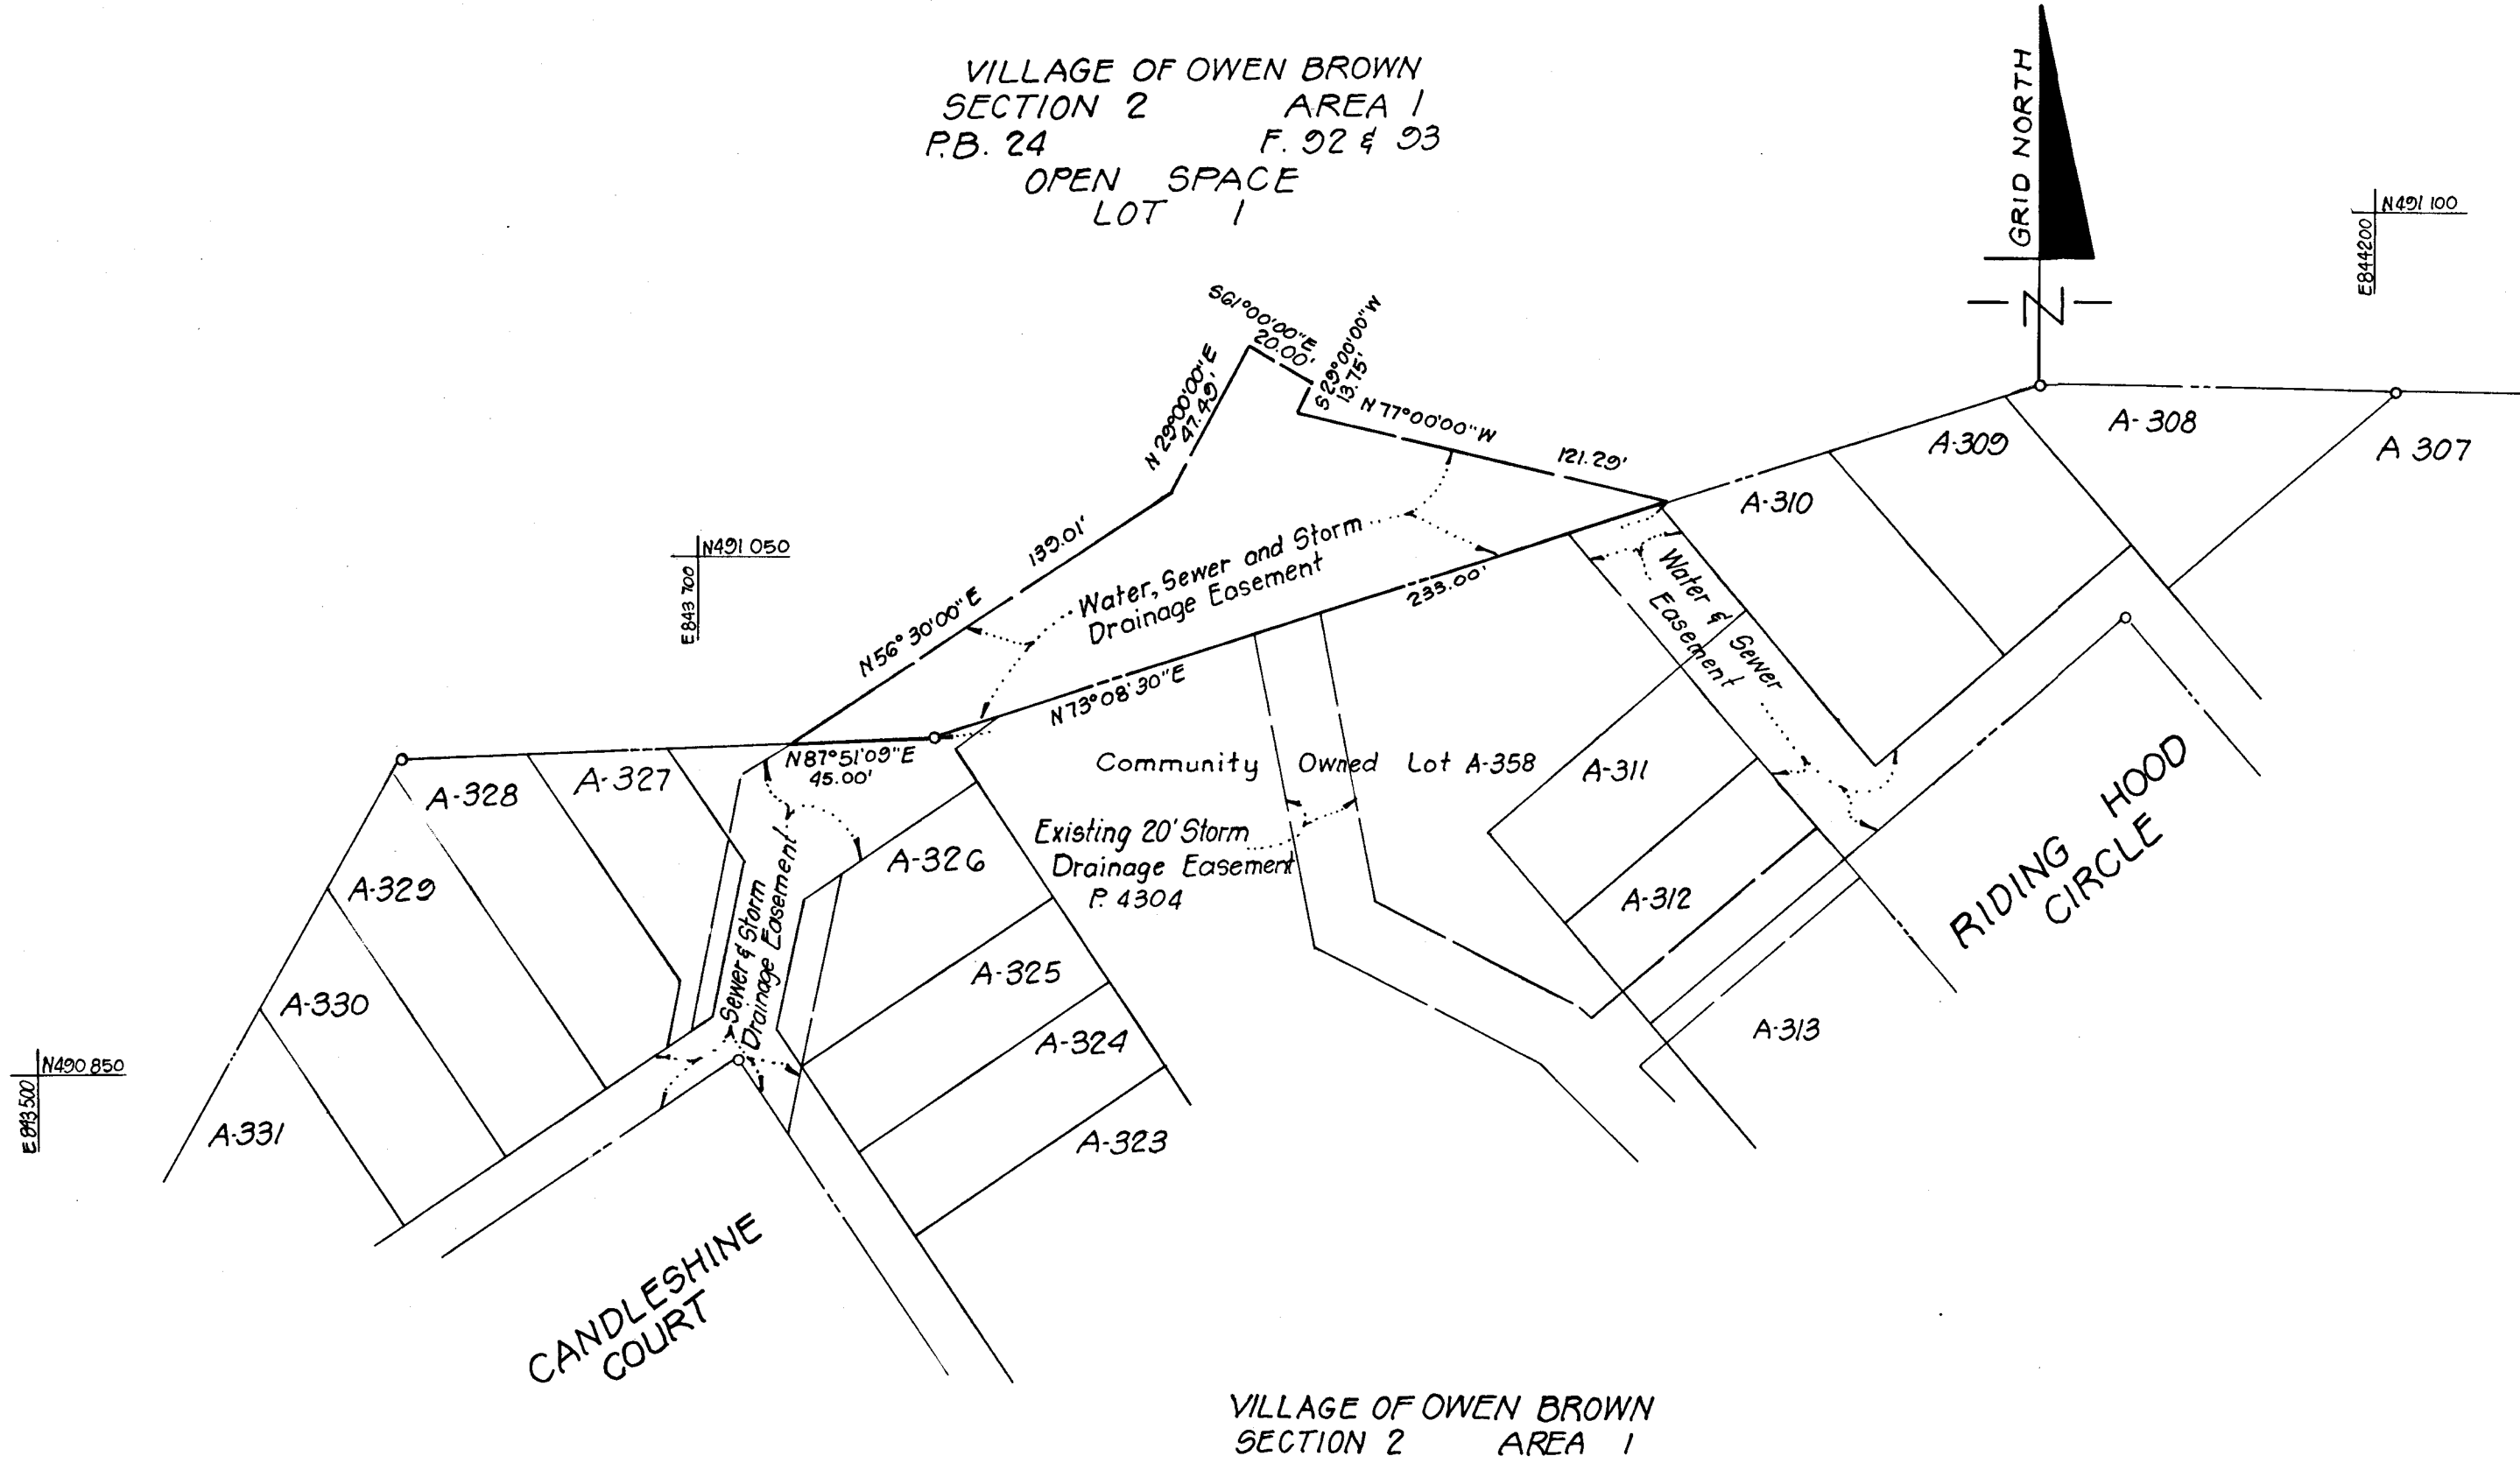 VILLAGE OF OWEN BROWN
SECTION 2 AREA 1
P.B. 24 F. 92 & 93
OPEN SPACE
LOT 1
GRID NORTH
N
N491 100
E844200
S61°00'00"E
20.00'
S29°00'00"W
13.75'
N29°00'00"E
47.49'
N77°00'00"W
121.29'
A-308
A 307
A-309
A-310
N491 050
E843 700
139.01'
N56°30'00"E
Water, Sewer and Storm
Drainage Easement
233.00'
N73°08'30"E
Water & Sewer
Easement
N87°51'09"E
45.00'
Community Owned Lot A-358
A-311
A-328
A-327
Existing 20' Storm
Drainage Easement
P. 4304
A-326
A-312
RIDING HOOD
CIRCLE
A-329
Sewer & Storm
Drainage Easement
A-325
A-330
A-324
A-313
N490 850
E843 500
A-331
A-323
CANDLESHINE
COURT
VILLAGE OF OWEN BROWN
SECTION 2 AREA 1